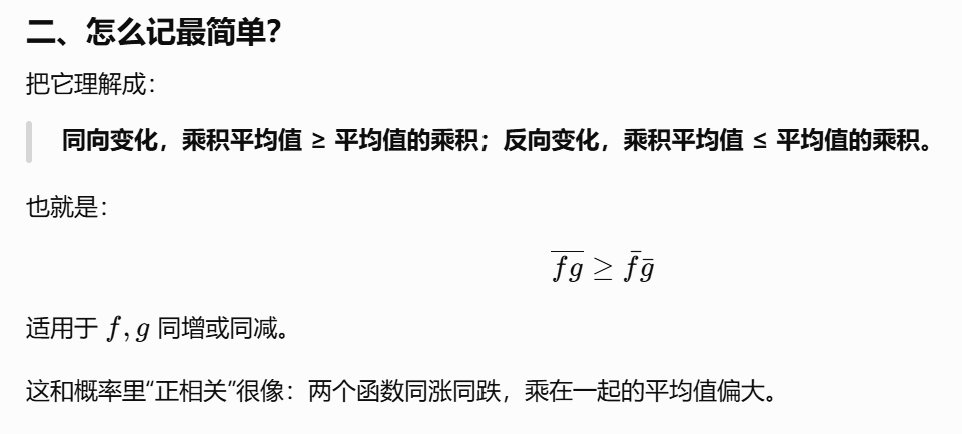 二、怎么记最简单？
把它理解成：
同向变化，乘积平均值 ≥ 平均值的乘积；反向变化，乘积平均值 ≤ 平均值的乘积。
也就是：
$\overline{fg} \geq \bar{f}\bar{g}$
适用于 $f, g$ 同增或同减。
这和概率里“正相关”很像：两个函数同涨同跌，乘在一起的平均值偏大。